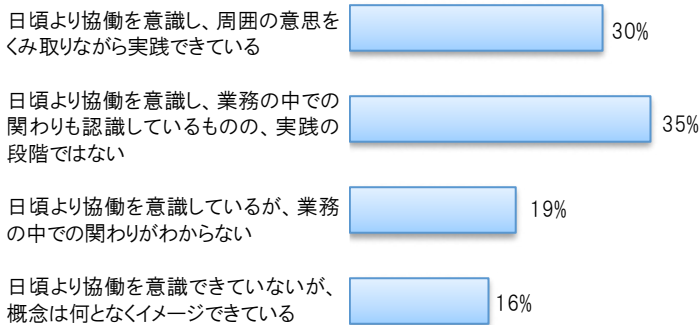 日頃より協働を意識し、周囲の意思を
くみ取りながら実践できている
30%
日頃より協働を意識し、業務の中での
関わりも認識しているものの、実践の
段階ではない
35%
日頃より協働を意識しているが、業務
の中での関わりがわからない
19%
日頃より協働を意識できていないが、
概念は何となくイメージできている
16%